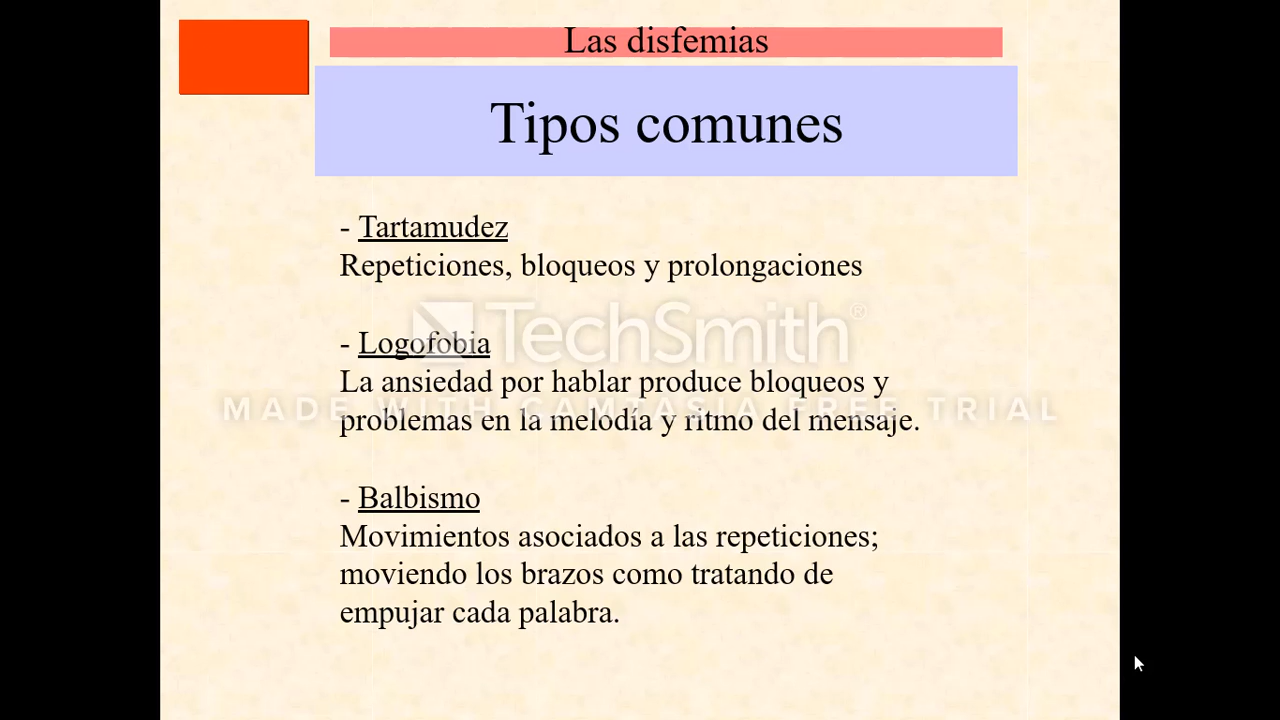 Las disfemias
Tipos comunes
- Tartamudez
Repeticiones, bloqueos y prolongaciones
TechSmith®
- Logofobia
La ansiedad por hablar produce bloqueos y
MADE WITH CAMTASIA FREE TRIAL
problemas en la melodía y ritmo del mensaje.
- Balbismo
Movimientos asociados a las repeticiones;
moviendo los brazos como tratando de
empujar cada palabra.